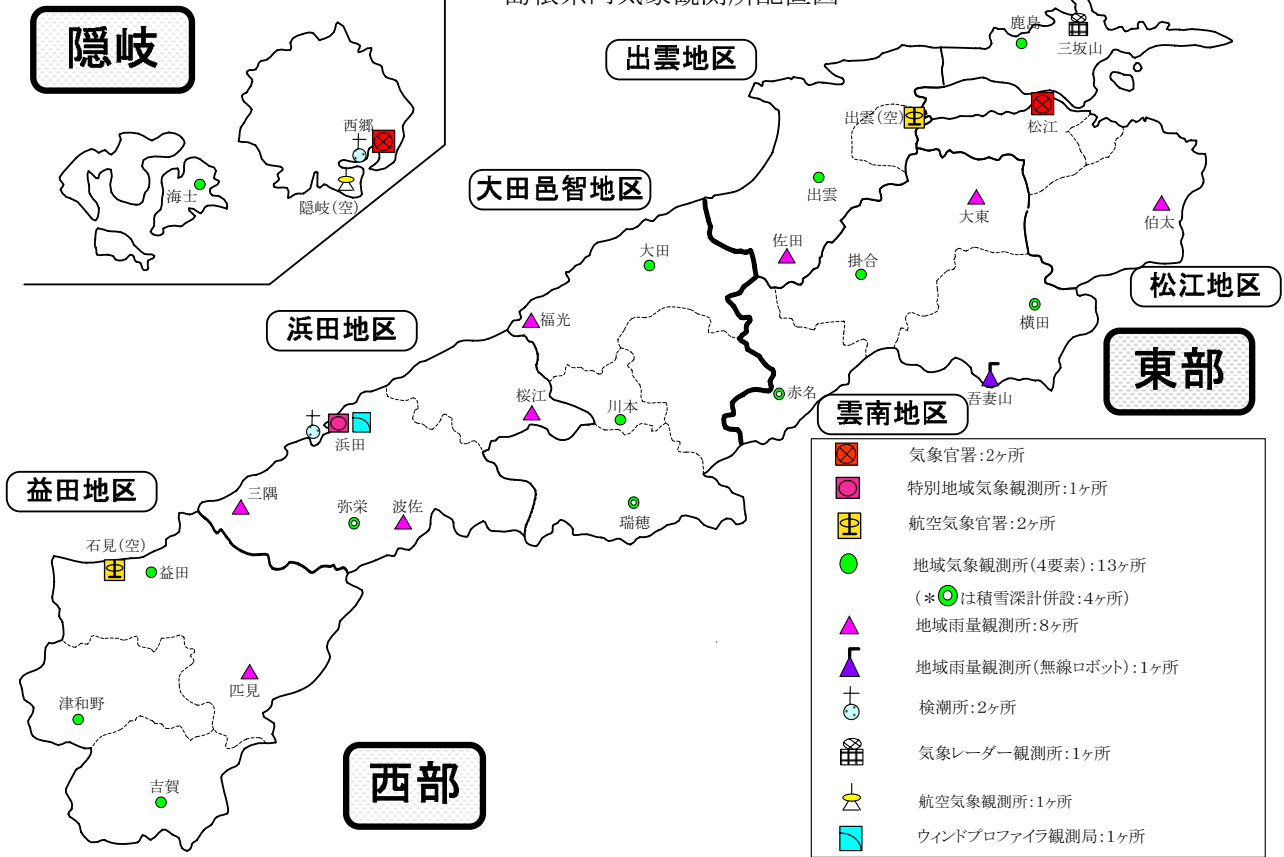 島根県内気象観測所配置図
隠岐
西郷
海士
隠岐(空)
出雲地区
鹿島
三坂山
出雲(空)
松江
出雲
大東
伯太
大田邑智地区
佐田
掛合
大田
松江地区
横田
福光
浜田地区
東部
赤名
吾妻山
桜江
川本
雲南地区
浜田
益田地区
三隅
弥栄
波佐
瑞穂
石見(空)
益田
匹見
津和野
吉賀
西部
気象官署:2ヶ所
特別地域気象観測所:1ヶ所
航空気象官署:2ヶ所
地域気象観測所(4要素):13ヶ所
(*は積雪深計併設:4ヶ所)
地域雨量観測所:8ヶ所
地域雨量観測所(無線ロボット):1ヶ所
検潮所:2ヶ所
気象レーダー観測所:1ヶ所
航空気象観測所:1ヶ所
ウィンドプロファイラ観測局:1ヶ所